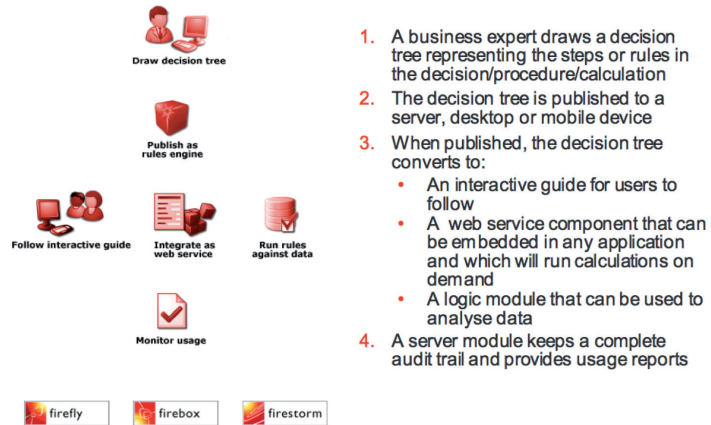 Draw decision tree
Publish as
rules engine
Follow interactive guide
Integrate as
web service
Run rules
against data
Monitor usage
firefly
firebox
firestorm
1. A business expert draws a decision
tree representing the steps or rules in
the decision/procedure/calculation
2. The decision tree is published to a
server, desktop or mobile device
3. When published, the decision tree
converts to:
• An interactive guide for users to
follow
• A web service component that can
be embedded in any application
and which will run calculations on
demand
• A logic module that can be used to
analyse data
4. A server module keeps a complete
audit trail and provides usage reports